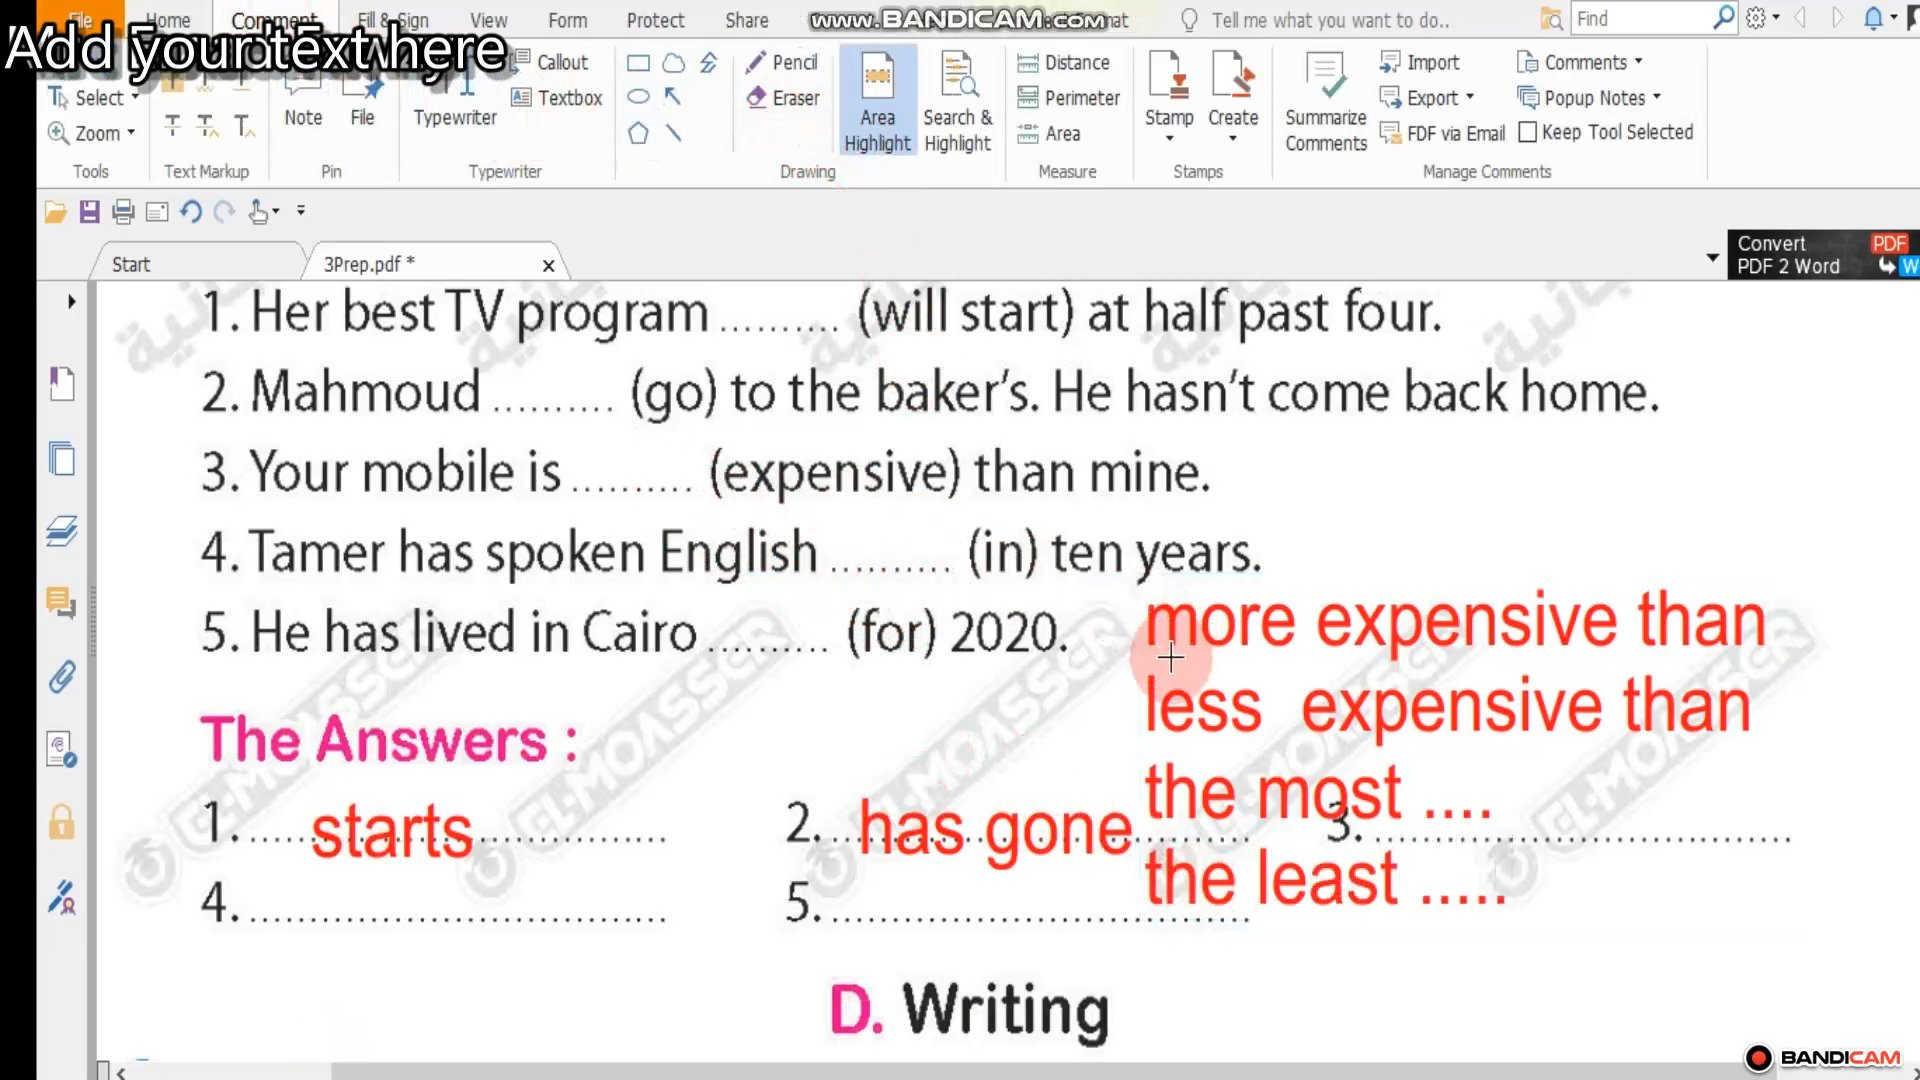 File Home Comment Fill & Sign View Form Protect Share www.BANDICAM.com Tell me what you want to do.. Find
Add your text here
Select
Zoom
Note File
Typewriter
Callout
Textbox
Pencil
Eraser
Area Highlight
Search & Highlight
Distance
Perimeter
Area
Stamp Create
Summarize Comments
Import
Export
FDF via Email
Comments
Popup Notes
Keep Tool Selected
Tools Text Markup Pin Typewriter Drawing Measure Stamps Manage Comments
Start 3Prep.pdf * x
Convert PDF
PDF 2 Word W
1. Her best TV program .......... (will start) at half past four.
2. Mahmoud .......... (go) to the baker's. He hasn't come back home.
3. Your mobile is .......... (expensive) than mine.
4. Tamer has spoken English .......... (in) ten years.
5. He has lived in Cairo .......... (for) 2020.
more expensive than
less expensive than
the most ....
the least .....
The Answers :
1. starts 2. has gone 3.
4. 5.
D. Writing
ELMOASSER
BANDICAM